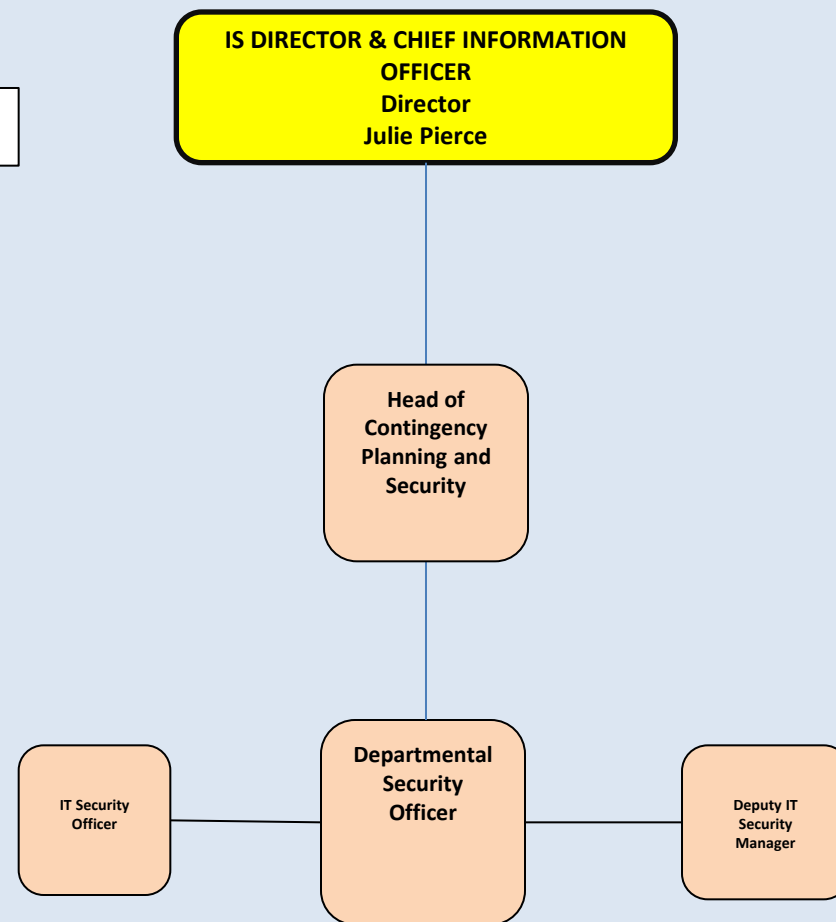 IS DIRECTOR & CHIEF INFORMATION
OFFICER
Director
Julie Pierce
Head of
Contingency
Planning and
Security
Departmental
Security
Officer
IT Security
Officer
Deputy IT
Security
Manager